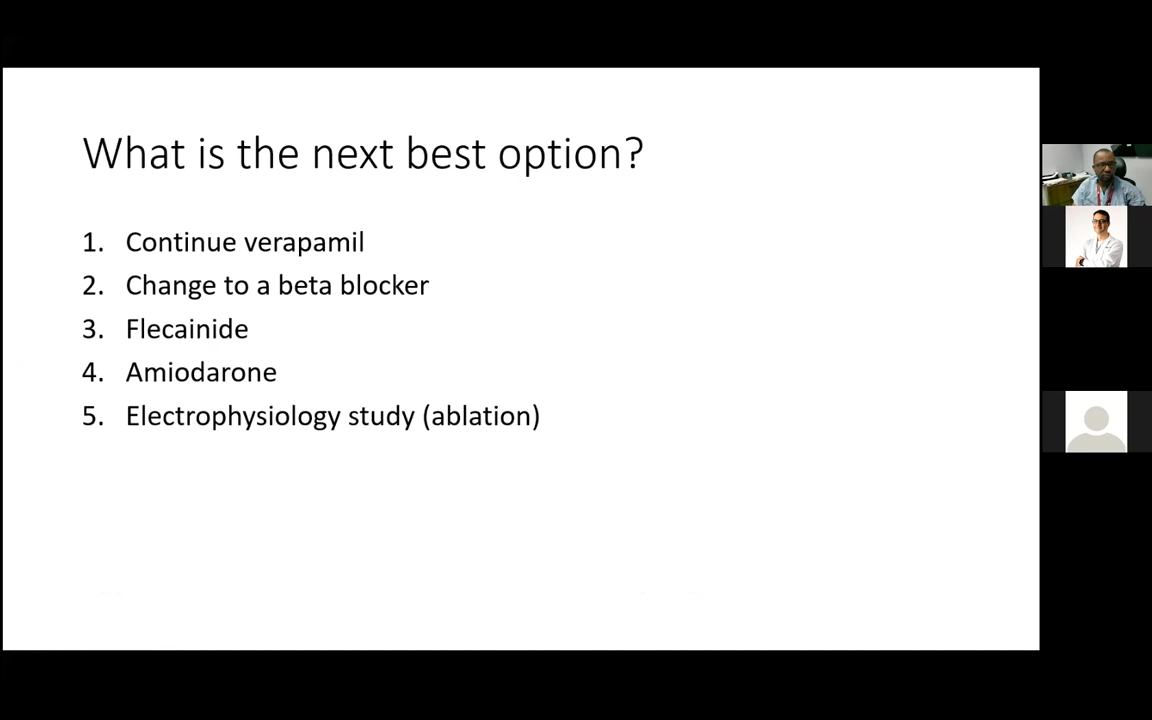 What is the next best option?
1. Continue verapamil
2. Change to a beta blocker
3. Flecainide
4. Amiodarone
5. Electrophysiology study (ablation)